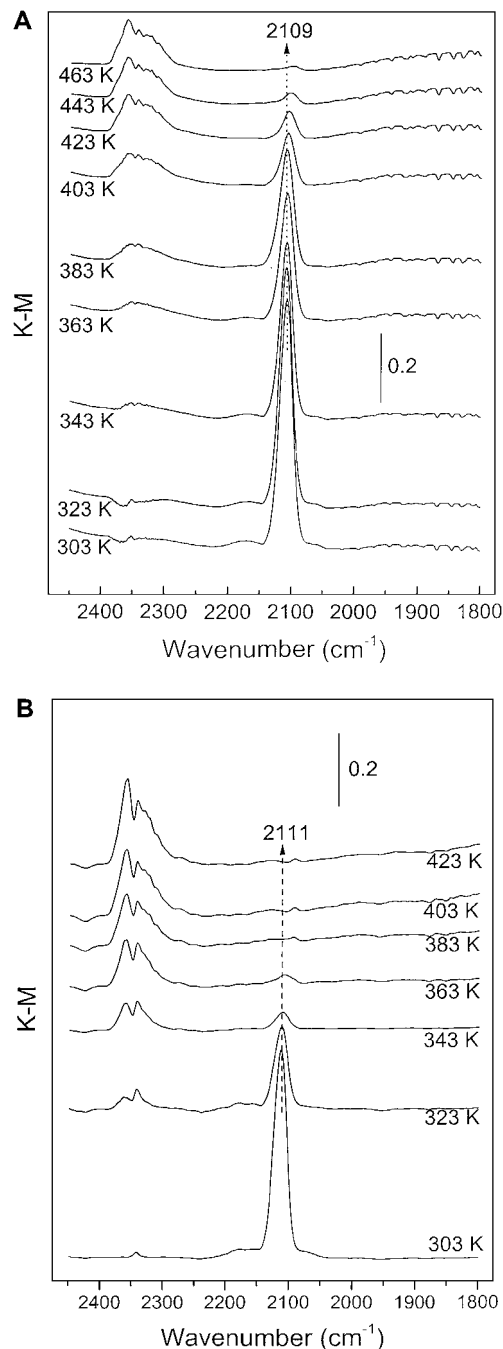 A
2109
463 K
443 K
423 K
403 K
383 K
363 K
343 K
323 K
303 K
0.2
K-M
2400 2300 2200 2100 2000 1900 1800
Wavenumber (cm⁻¹)
B
0.2
2111
423 K
403 K
383 K
363 K
343 K
323 K
303 K
K-M
2400 2300 2200 2100 2000 1900 1800
Wavenumber (cm⁻¹)